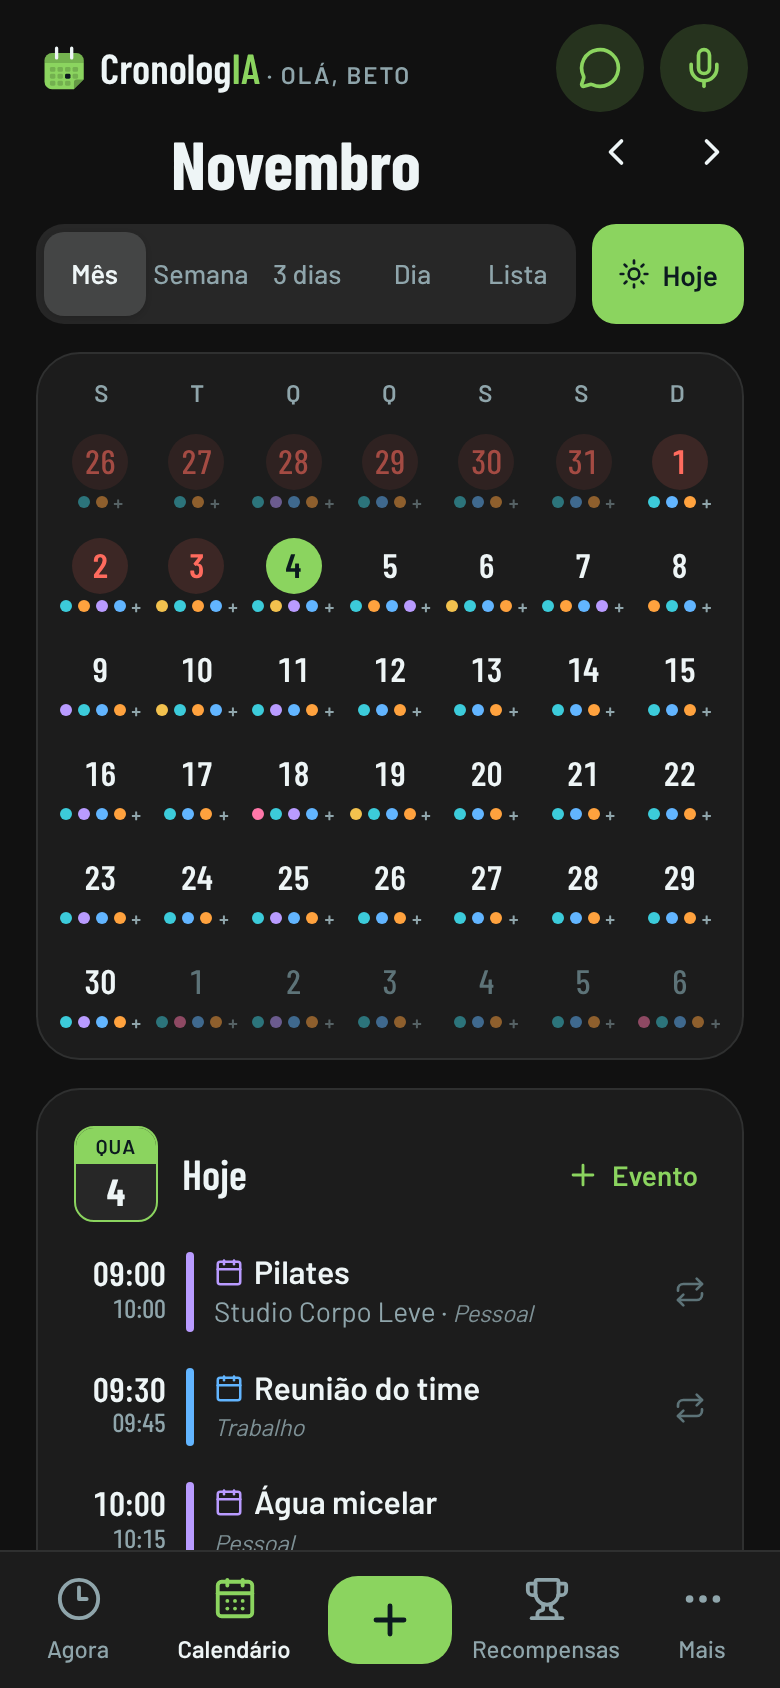 CronologIA · OLÁ, BETO
Novembro
Mês Semana 3 dias Dia Lista Hoje
S T Q Q S S D
26 27 28 29 30 31 1
+ + + + + + +
2 3 4 5 6 7 8
+ + + + + + +
9 10 11 12 13 14 15
+ + + + + + +
16 17 18 19 20 21 22
+ + + + + + +
23 24 25 26 27 28 29
+ + + + + + +
30 1 2 3 4 5 6
+ + + + + + +
QUA
4
Hoje
+ Evento
09:00 Pilates
10:00 Studio Corpo Leve · Pessoal
09:30 Reunião do time
09:45 Trabalho
10:00 Água micelar
10:15 Pessoal
Agora Calendário + Recompensas Mais